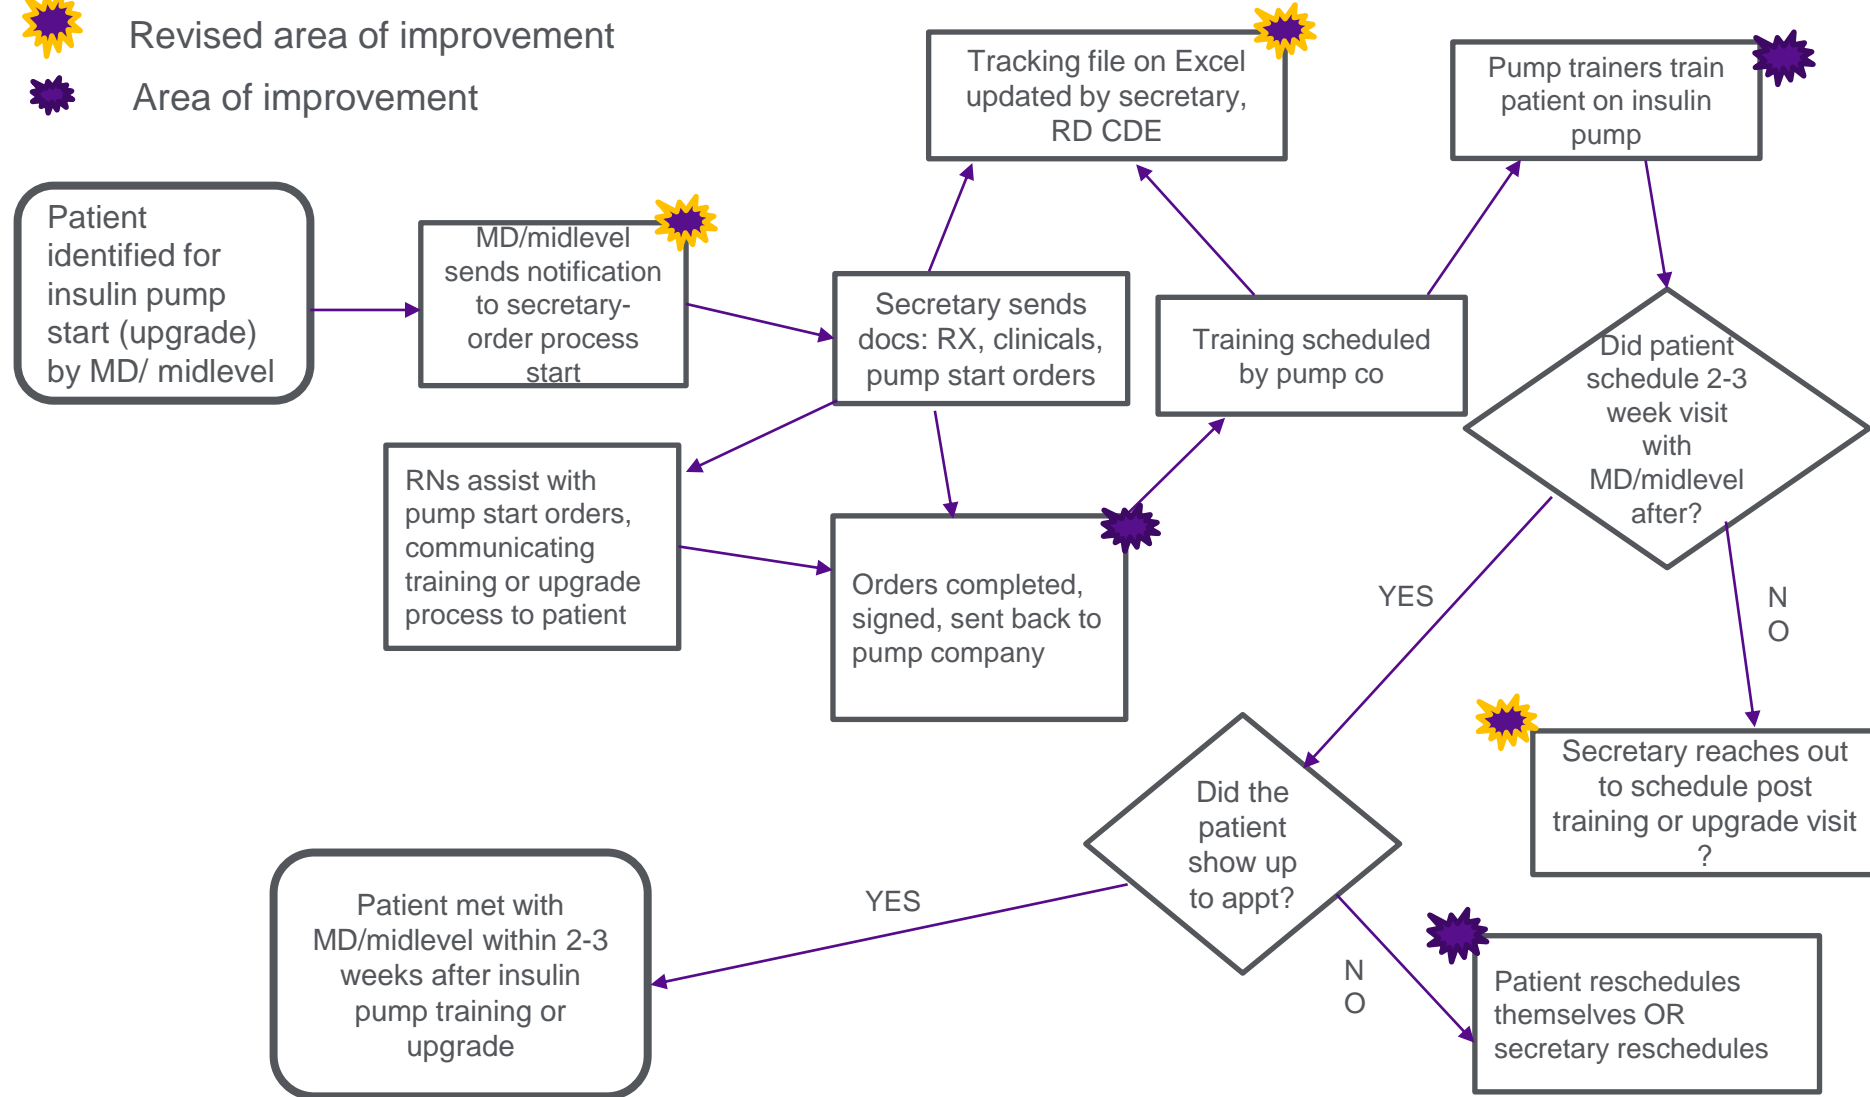 Revised area of improvement
Area of improvement
Patient
identified for
insulin pump
start (upgrade)
by MD/ midlevel
MD/midlevel
sends notification
to secretary-
order process
start
Tracking file on Excel
updated by secretary,
RD CDE
Secretary sends
docs: RX, clinicals,
pump start orders
RNs assist with
pump start orders,
communicating
training or upgrade
process to patient
Orders completed,
signed, sent back to
pump company
Training scheduled
by pump co
Pump trainers train
patient on insulin
pump
Did patient
schedule 2-3
week visit
with
MD/midlevel
after?
YES
N
O
Secretary reaches out
to schedule post
training or upgrade visit
?
Did the
patient
show up
to appt?
YES
N
O
Patient met with
MD/midlevel within 2-3
weeks after insulin
pump training or
upgrade
Patient reschedules
themselves OR
secretary reschedules